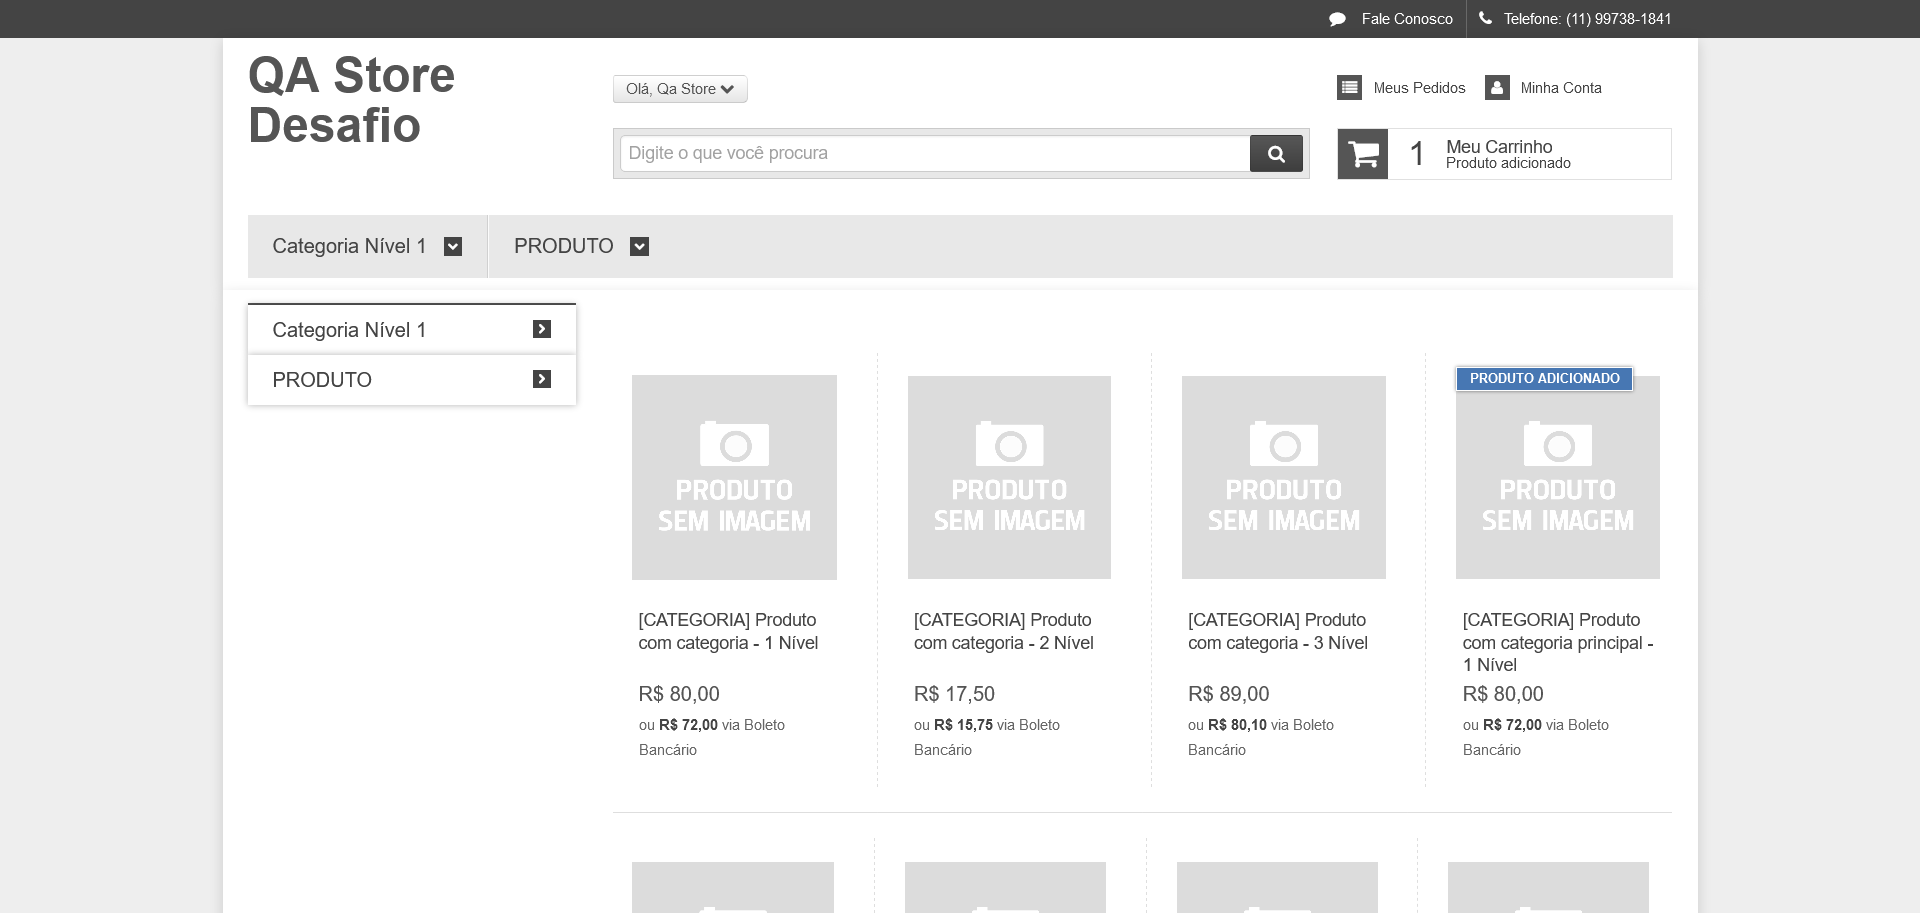 Fale Conosco
Telefone: (11) 99738-1841
QA Store
Desafio
Olá, Qa Store
Meus Pedidos
Minha Conta
Digite o que você procura
1
Meu Carrinho
Produto adicionado
Categoria Nível 1
PRODUTO
Categoria Nível 1
PRODUTO
PRODUTO
SEM IMAGEM
[CATEGORIA] Produto
com categoria - 1 Nível
R$ 80,00
ou R$ 72,00 via Boleto
Bancário
PRODUTO
SEM IMAGEM
[CATEGORIA] Produto
com categoria - 2 Nível
R$ 17,50
ou R$ 15,75 via Boleto
Bancário
PRODUTO
SEM IMAGEM
[CATEGORIA] Produto
com categoria - 3 Nível
R$ 89,00
ou R$ 80,10 via Boleto
Bancário
PRODUTO ADICIONADO
PRODUTO
SEM IMAGEM
[CATEGORIA] Produto
com categoria principal -
1 Nível
R$ 80,00
ou R$ 72,00 via Boleto
Bancário